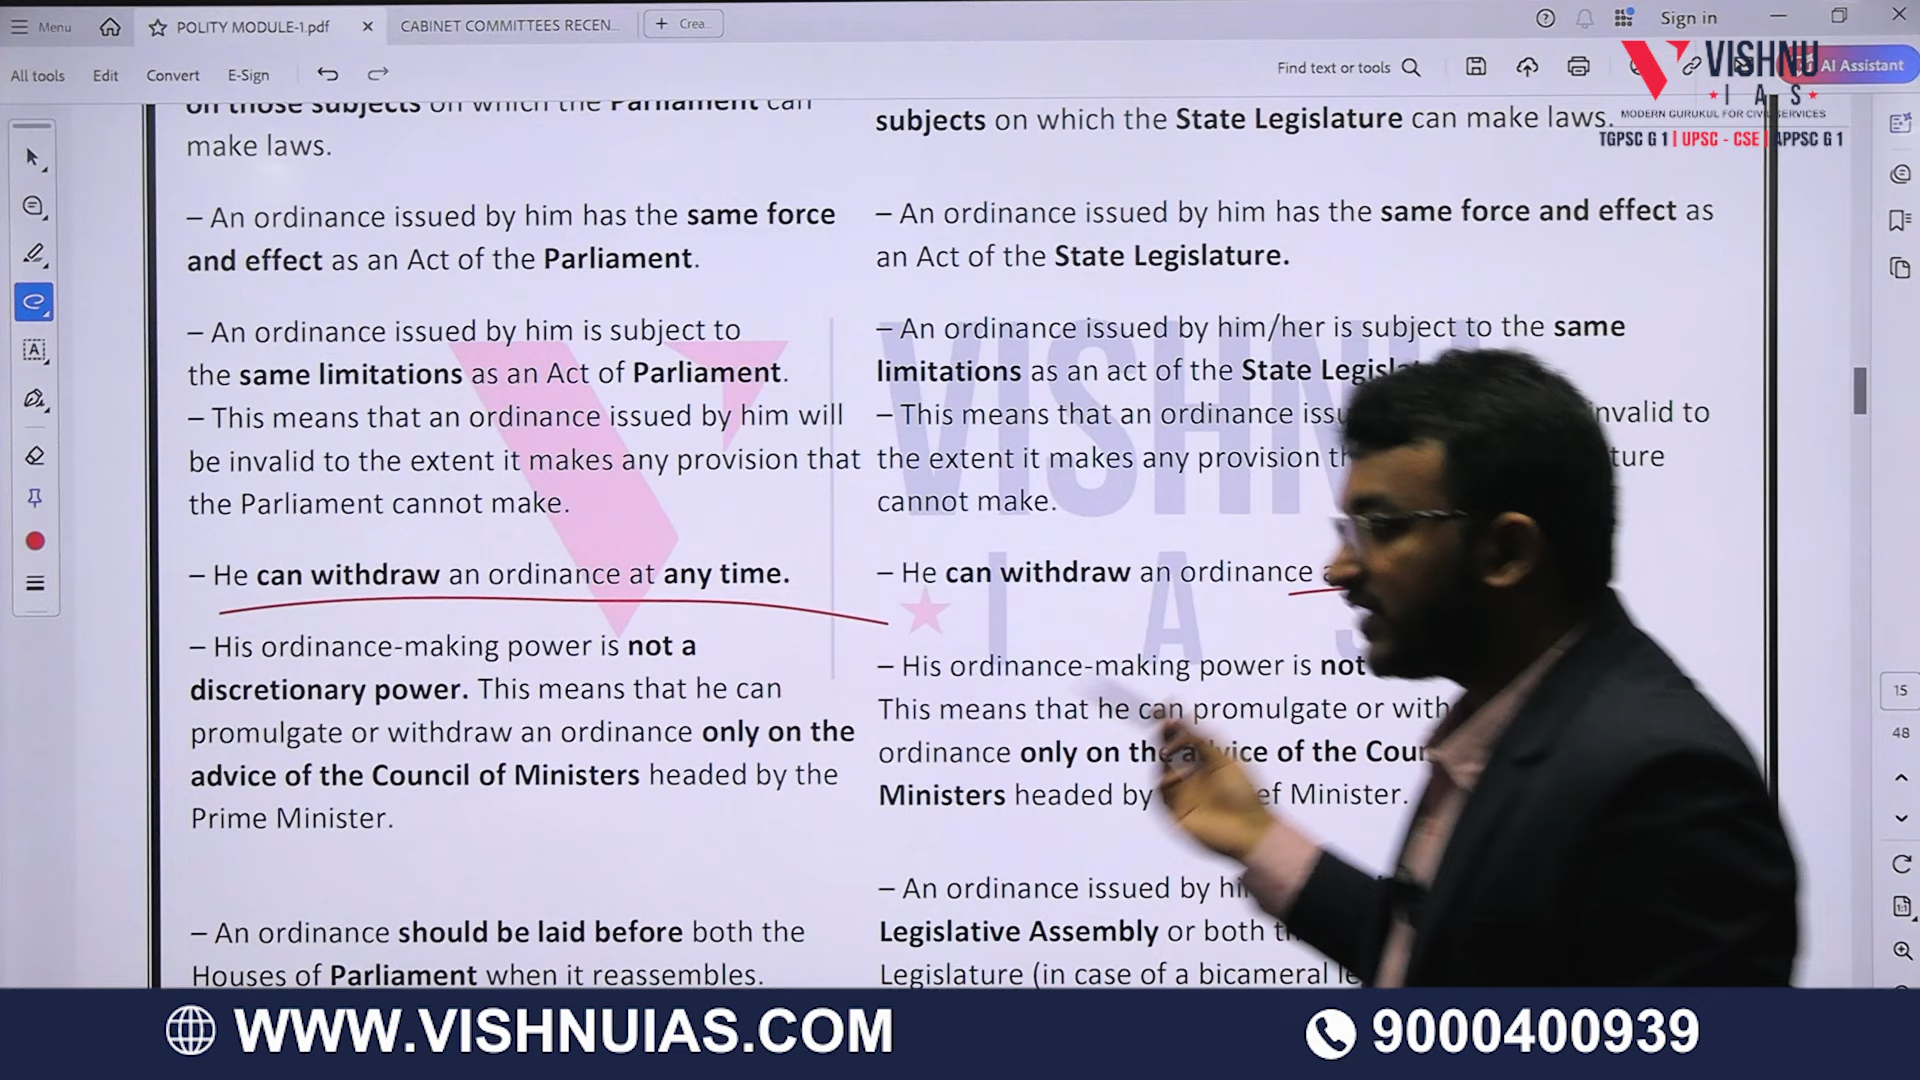 Menu
POLITY MODULE-1.pdf
CABINET COMMITTEES RECEN...
Crea...
Sign in
All tools
Edit
Convert
E-Sign
Find text or tools
AI Assistant
VISHNU
I A S
MODERN GURUKUL FOR CIVIL SERVICES
TGPSC G 1 | UPSC - CSE | APPSC G 1
on those subjects on which the Parliament can
make laws.
– An ordinance issued by him has the same force
and effect as an Act of the Parliament.
– An ordinance issued by him is subject to
the same limitations as an Act of Parliament.
– This means that an ordinance issued by him will
be invalid to the extent it makes any provision that
the Parliament cannot make.
– He can withdraw an ordinance at any time.
– His ordinance-making power is not a
discretionary power. This means that he can
promulgate or withdraw an ordinance only on the
advice of the Council of Ministers headed by the
Prime Minister.
– An ordinance should be laid before both the
Houses of Parliament when it reassembles.
subjects on which the State Legislature can make laws.
– An ordinance issued by him has the same force and effect as
an Act of the State Legislature.
– An ordinance issued by him/her is subject to the same
limitations as an act of the State
– This means that an ordinance invalid to
the extent it makes any provision
cannot make.
– He can withdraw an ordinance
– His ordinance-making power is not
This means that he can promulgate or
ordinance only on the advice of the
Ministers headed by Minister.
– An ordinance issued by
Legislative Assembly or both
Legislature (in case of a bicameral
VISHNU
I A S
15
48
WWW.VISHNUIAS.COM
9000400939